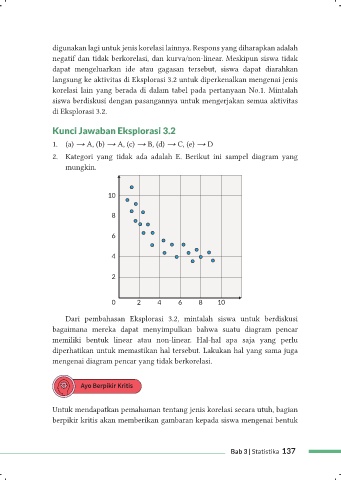 digunakan lagi untuk jenis korelasi lainnya. Respons yang diharapkan adalah
negatif dan tidak berkorelasi, dan kurva/non-linear. Meskipun siswa tidak
dapat mengeluarkan ide atau gagasan tersebut, siswa dapat diarahkan
langsung ke aktivitas di Eksplorasi 3.2 untuk diperkenalkan mengenai jenis
korelasi lain yang berada di dalam tabel pada pertanyaan No.1. Mintalah
siswa berdiskusi dengan pasangannya untuk mengerjakan semua aktivitas
di Eksplorasi 3.2.
Kunci Jawaban Eksplorasi 3.2
1. (a) → A, (b) → A, (c) → B, (d) → C, (e) → D
2. Kategori yang tidak ada adalah E. Berikut ini sampel diagram yang
mungkin.
10
8
6
4
2
0 2 4 6 8 10
Dari pembahasan Eksplorasi 3.2, mintalah siswa untuk berdiskusi
bagaimana mereka dapat menyimpulkan bahwa suatu diagram pencar
memiliki bentuk linear atau non-linear. Hal-hal apa saja yang perlu
diperhatikan untuk memastikan hal tersebut. Lakukan hal yang sama juga
mengenai diagram pencar yang tidak berkorelasi.
Ayo Berpikir Kritis
Untuk mendapatkan pemahaman tentang jenis korelasi secara utuh, bagian
berpikir kritis akan memberikan gambaran kepada siswa mengenai bentuk
Bab 3 | Statistika 137